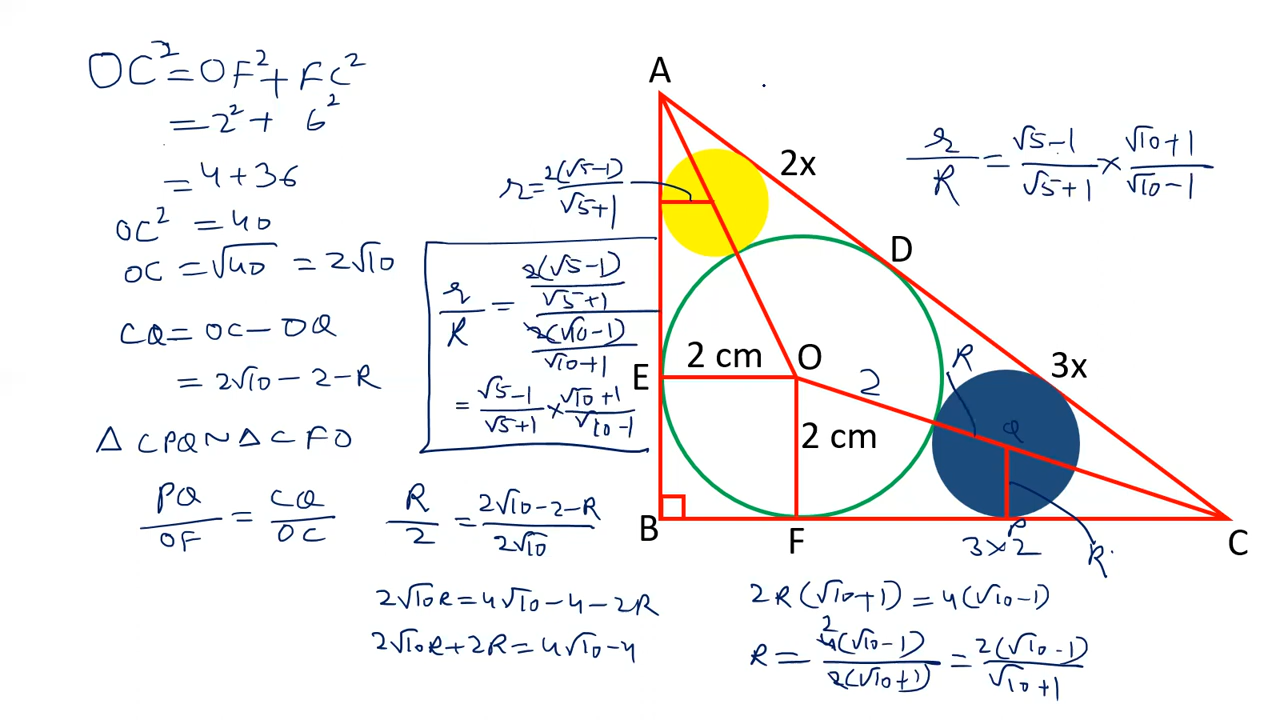 OC² = OF² + FC²
= 2² + 6²
= 4 + 36
OC² = 40
OC = √40 = 2√10
CQ = OC − OQ
= 2√10 − 2 − R
△ CPQ ~ △ CFO
PQ/OF = CQ/OC
R/2 = (2√10 − 2 − R)/(2√10)
2√10R = 4√10 − 4 − 2R
2√10R + 2R = 4√10 − 4
r = 2(√5−1)/(√5+1)
r/R = (2(√5−1)/(√5+1))/(2(√10−1)/(√10+1))
= (√5−1)/(√5+1) × (√10+1)/(√10−1)
A
2x
D
3x
E
2 cm
O
2
R
2 cm
Q
B
F
P
C
3×2
R
r/R = (√5−1)/(√5+1) × (√10+1)/(√10−1)
2R(√10+1) = 4(√10−1)
2
R = 4(√10−1)/2(√10+1) = 2(√10−1)/(√10+1)